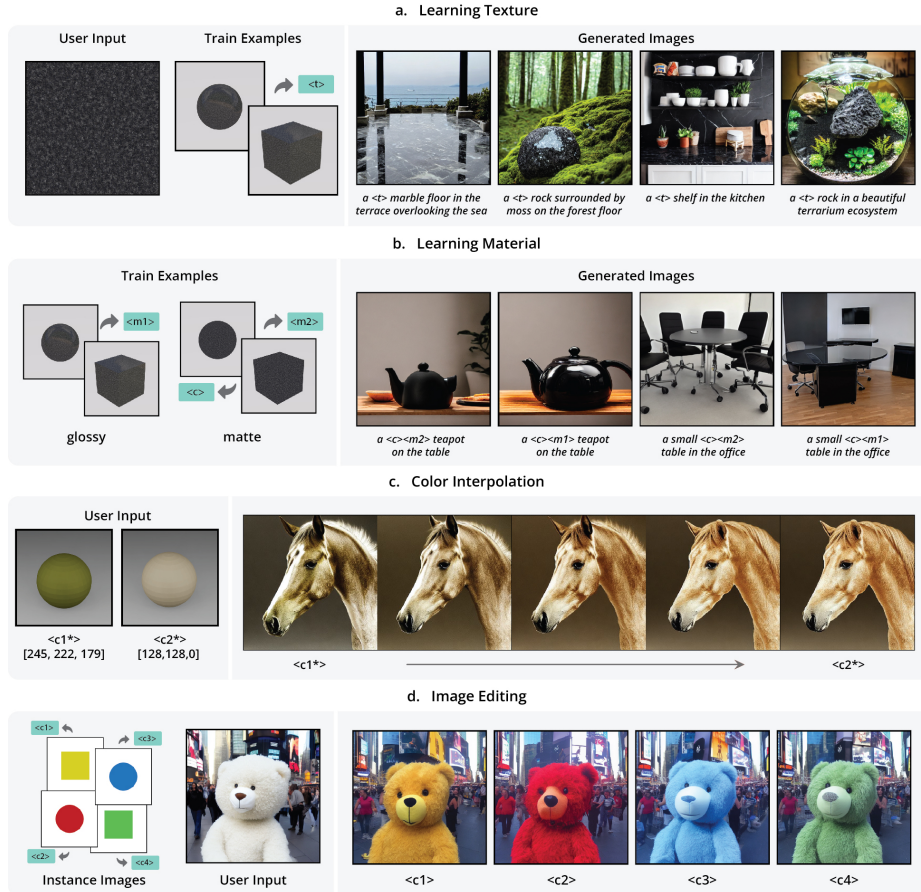 a. Learning Texture
User Input
Train Examples
Generated Images
<t>
a <t> marble floor in the
terrace overlooking the sea
a <t> rock surrounded by
moss on the forest floor
a <t> shelf in the kitchen
a <t> rock in a beautiful
terrarium ecosystem
b. Learning Material
Train Examples
Generated Images
<m1>
<m2>
<c>
glossy
matte
a <c><m2> teapot
on the table
a <c><m1> teapot
on the table
a small <c><m2>
table in the office
a small <c><m1>
table in the office
c. Color Interpolation
User Input
<c1*>
[245, 222, 179]
<c2*>
[128,128,0]
<c1*>
<c2*>
d. Image Editing
<c1>
<c3>
<c2>
<c4>
Instance Images
User Input
<c1>
<c2>
<c3>
<c4>